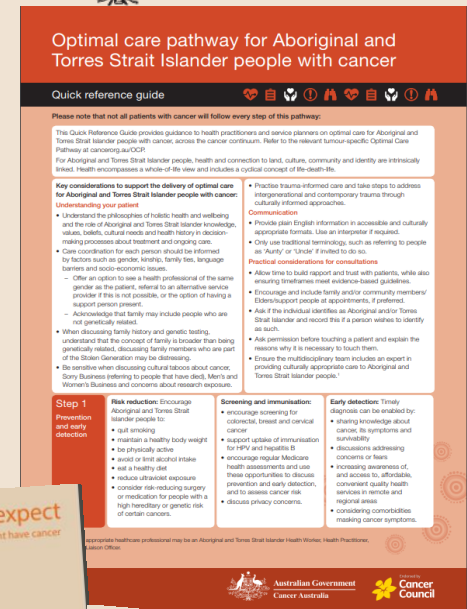 Optimal care pathway for Aboriginal and
Torres Strait Islander people with cancer
Quick reference guide
Please note that not all patients with cancer will follow every step of this pathway:
This Quick Reference Guide provides guidance to health practitioners and service planners on optimal care for Aboriginal and
Torres Strait Islander people with cancer, across the cancer continuum. Refer to the relevant tumour-specific Optimal Care
Pathway at cancerorg.au/OCP.
For Aboriginal and Torres Strait Islander people, health and connection to land, culture, community and identity are intrinsically
linked. Health encompasses a whole-of-life view and includes a cyclical concept of life-death-life.
Key considerations to support the delivery of optimal care
for Aboriginal and Torres Strait Islander people with cancer:
Understanding your patient
• Understand the philosophies of holistic health and wellbeing
and the role of Aboriginal and Torres Strait Islander knowledge,
values, beliefs, cultural needs and health history in decision-
making processes about treatment and ongoing care.
• Care coordination for each person should be informed
by factors such as gender, kinship, family ties, language
barriers and socio-economic issues.
– Offer an option to see a health professional of the same
gender as the patient, referral to an alternative service
provider if this is not possible, or the option of having a
support person present.
– Acknowledge that family may include people who are
not genetically related.
• When discussing family history and genetic testing,
understand that the concept of family is broader than being
genetically related, discussing family members who are part
of the Stolen Generation may be distressing.
• Be sensitive when discussing cultural taboos about cancer,
Sorry Business (referring to people that have died), Men's and
Women's Business and concerns about research exposure.
• Practise trauma-informed care and take steps to address
intergenerational and contemporary trauma through
culturally informed approaches.
Communication
• Provide plain English information in accessible and culturally
appropriate formats. Use an interpreter if required.
• Only use traditional terminology, such as referring to people
as 'Aunty' or 'Uncle' if invited to do so.
Practical considerations for consultations
• Allow time to build rapport and trust with patients, while also
ensuring timeframes meet evidence-based guidelines.
• Encourage and include family and/or community members/
Elders/support people at appointments, if preferred.
• Ask if the individual identifies as Aboriginal and/or Torres
Strait Islander and record this if a person wishes to identify
as such.
• Ask permission before touching a patient and explain the
reasons why it is necessary to touch them.
• Ensure the multidisciplinary team includes an expert in
providing culturally appropriate care to Aboriginal and
Torres Strait Islander people.¹
Step 1
Prevention
and early
detection
Risk reduction: Encourage
Aboriginal and Torres Strait
Islander people to:
• quit smoking
• maintain a healthy body weight
• be physically active
• avoid or limit alcohol intake
• eat a healthy diet
• reduce ultraviolet exposure
• consider risk-reducing surgery
or medication for people with a
high hereditary or genetic risk
of certain cancers.
Screening and immunisation:
• encourage screening for
colorectal, breast and cervical
cancer
• support uptake of immunisation
for HPV and hepatitis B
• encourage regular Medicare
health assessments and use
these opportunities to discuss
prevention and early detection,
and to assess cancer risk
• discuss privacy concerns.
Early detection: Timely
diagnosis can be enabled by:
• sharing knowledge about
cancer, its symptoms and
survivability
• discussions addressing
concerns or fears
• increasing awareness of,
and access to, affordable,
convenient quality health
services in remote and
regional areas
• considering comorbidities
masking cancer symptoms.
expect
ht have cancer
appropriate healthcare professional may be an Aboriginal and Torres Strait Islander Health Worker, Health Practitioner,
Liaison Officer.
Australian Government
Cancer Australia
Endorsed by
Cancer
Council